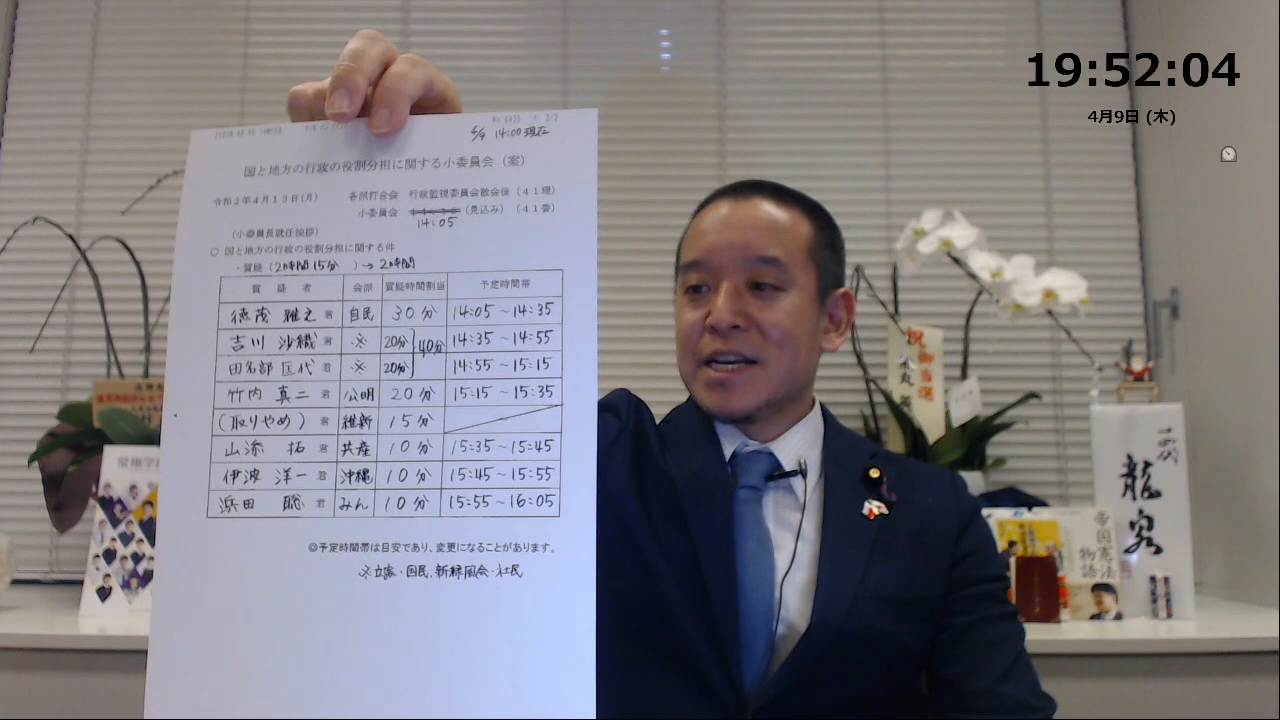 19:52:04
4月9日 (木)
4/9 14:00 現在
国と地方の行政の役割分担に関する小委員会（案）
令和2年4月13日(月)
各派打合会 行政監視委員会散会後（41理）
小委員会 （見込み）（41委）
14:05
（小委員長就任挨拶）
○ 国と地方の行政の役割分担に関する件
・質疑（2時間15分 ）→ 2時間
質疑者 会派 質疑時間割当 予定時間帯
徳茂 雅之 君 自民 30分 14:05 ~ 14:35
吉川 沙織 君 ※ 20分 40分 14:35 ~ 14:55
田名部 匡代 君 ※ 20分 14:55 ~ 15:15
竹内 真二 君 公明 20分 15:15 ~ 15:35
(取りやめ) 君 維新 15分
山添 拓 君 共産 10分 15:35 ~ 15:45
伊波 洋一 君 沖縄 10分 15:45 ~ 15:55
浜田 聡 君 みん 10分 15:55 ~ 16:05
◎予定時間帯は目安であり、変更になることがあります。
※立憲・国民.新緑風会・社民
祝御当選
帝国憲法物語